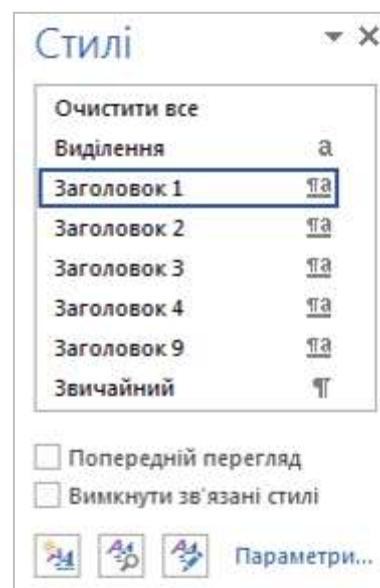 Стилі
Очистити все
Виділення a
Заголовок 1 ¶a
Заголовок 2 ¶a
Заголовок 3 ¶a
Заголовок 4 ¶a
Заголовок 9 ¶a
Звичайний ¶
Попередній перегляд
Вимкнути зв'язані стилі
Параметри...